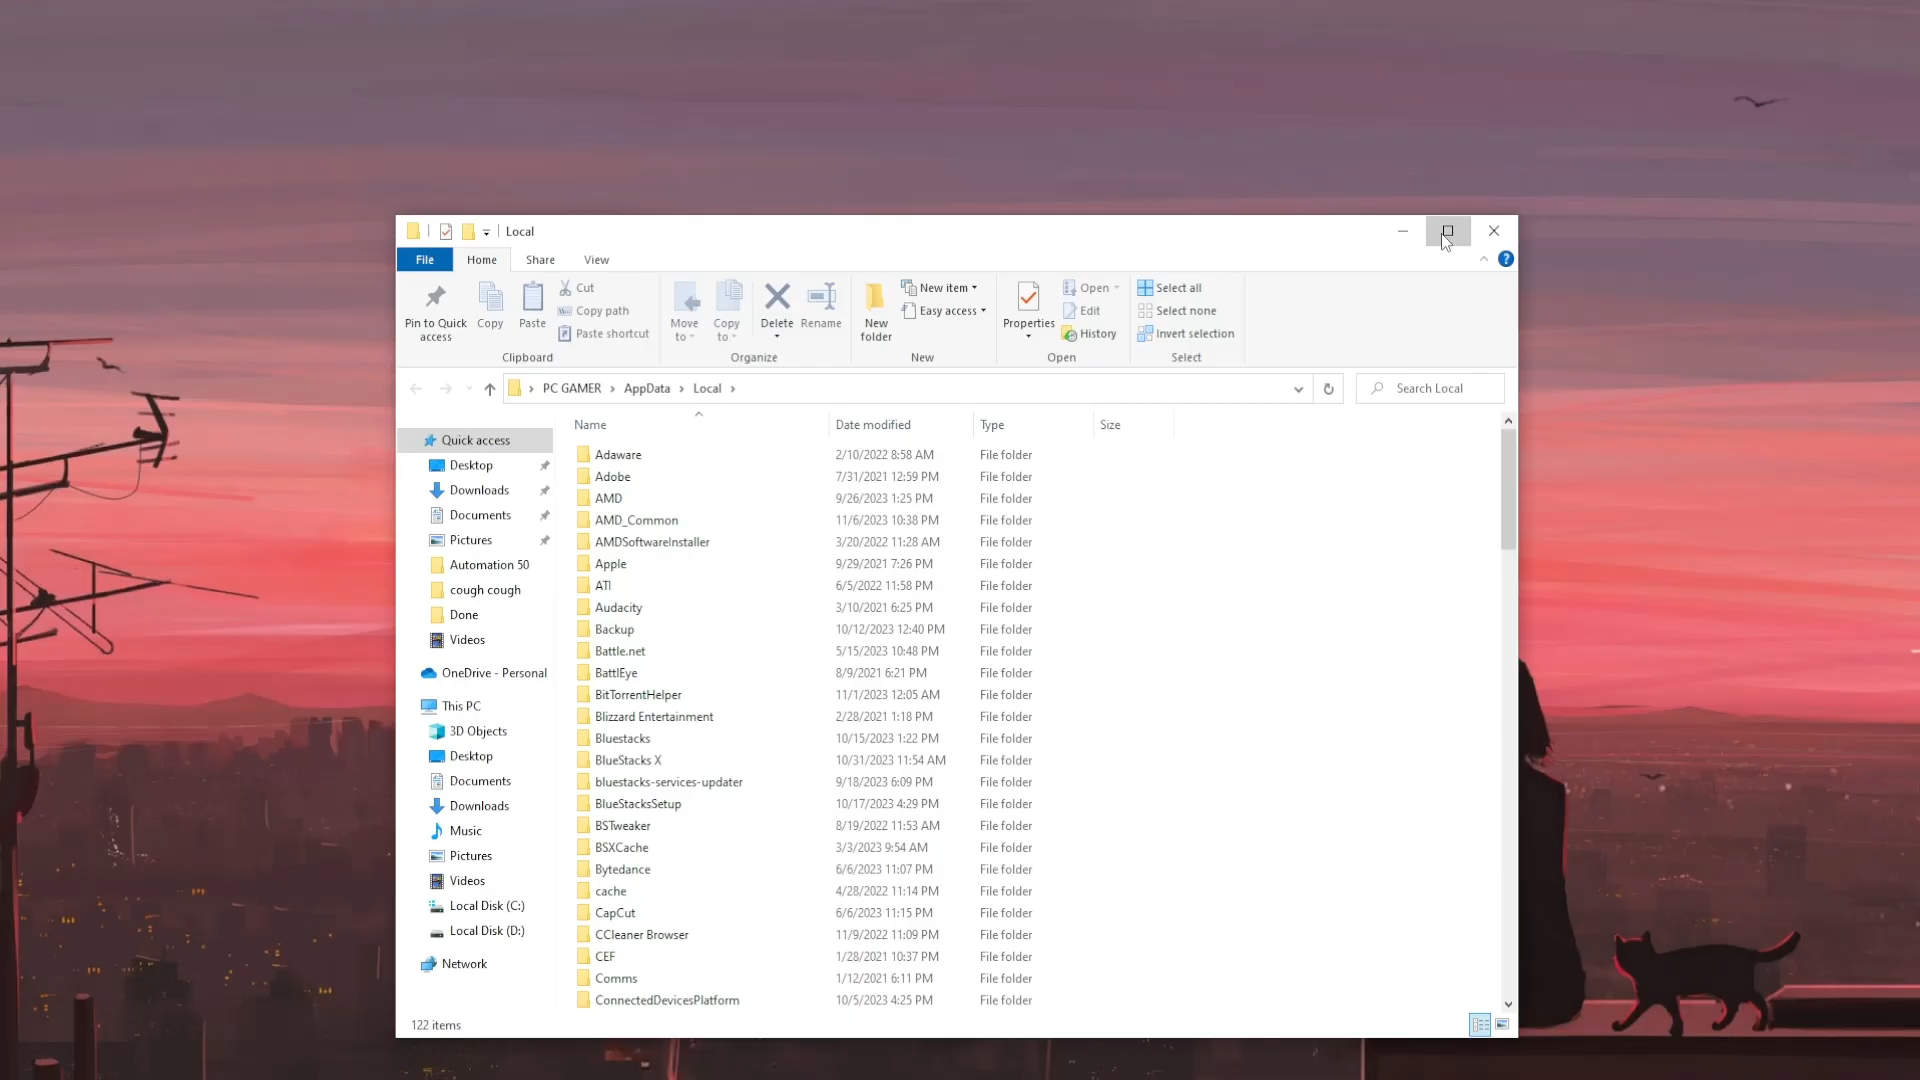 Local
File Home Share View
Pin to Quick access
Copy
Paste
Cut
Copy path
Paste shortcut
Clipboard
Move to
Copy to
Delete
Rename
Organize
New folder
New item
Easy access
New
Properties
Open
Edit
History
Open
Select all
Select none
Invert selection
Select
PC GAMER › AppData › Local ›
Search Local
Quick access
Desktop
Downloads
Documents
Pictures
Automation 50
cough cough
Done
Videos
OneDrive - Personal
This PC
3D Objects
Desktop
Documents
Downloads
Music
Pictures
Videos
Local Disk (C:)
Local Disk (D:)
Network
Name Date modified Type Size
Adaware 2/10/2022 8:58 AM File folder
Adobe 7/31/2021 12:59 PM File folder
AMD 9/26/2023 1:25 PM File folder
AMD_Common 11/6/2023 10:38 PM File folder
AMDSoftwareInstaller 3/20/2022 11:28 AM File folder
Apple 9/29/2021 7:26 PM File folder
ATI 6/5/2022 11:58 PM File folder
Audacity 3/10/2021 6:25 PM File folder
Backup 10/12/2023 12:40 PM File folder
Battle.net 5/15/2023 10:48 PM File folder
BattlEye 8/9/2021 6:21 PM File folder
BitTorrentHelper 11/1/2023 12:05 AM File folder
Blizzard Entertainment 2/28/2021 1:18 PM File folder
Bluestacks 10/15/2023 1:22 PM File folder
BlueStacks X 10/31/2023 11:54 AM File folder
bluestacks-services-updater 9/18/2023 6:09 PM File folder
BlueStacksSetup 10/17/2023 4:29 PM File folder
BSTweaker 8/19/2022 11:53 AM File folder
BSXCache 3/3/2023 9:54 AM File folder
Bytedance 6/6/2023 11:07 PM File folder
cache 4/28/2022 11:14 PM File folder
CapCut 6/6/2023 11:15 PM File folder
CCleaner Browser 11/9/2022 11:09 PM File folder
CEF 1/28/2021 10:37 PM File folder
Comms 1/12/2021 6:11 PM File folder
ConnectedDevicesPlatform 10/5/2023 4:25 PM File folder
122 items